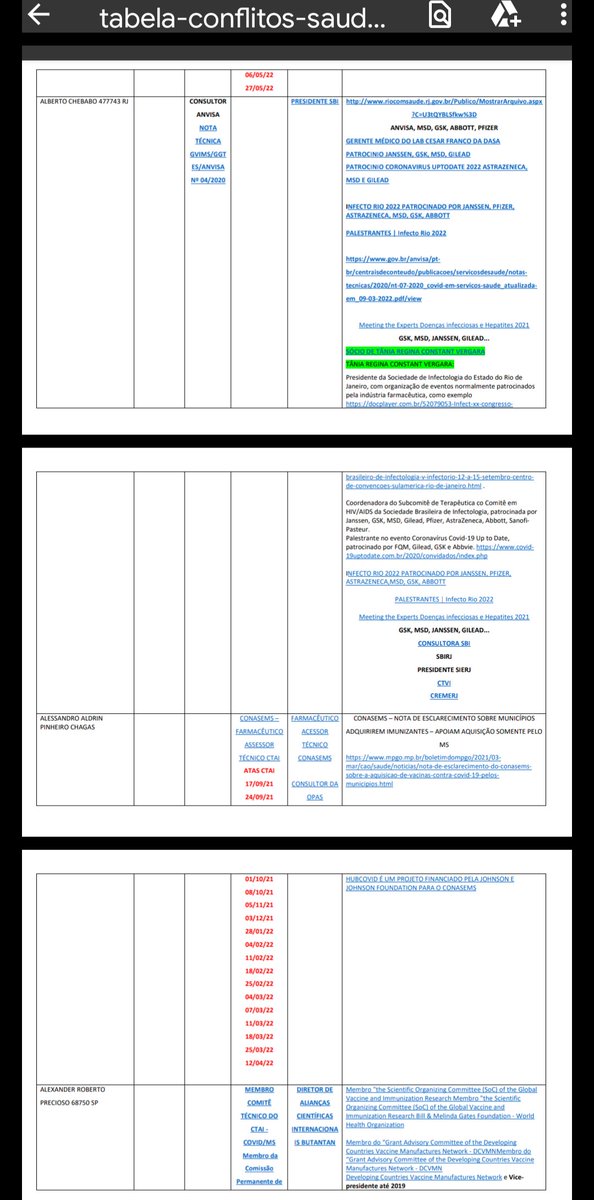 tabela-conflitos-saud...
06/05/22
27/05/22
ALBERTO CHEBABO 477743 RJ
CONSULTOR
ANVISA
NOTA
TÉCNICA
GVIMS/GGT
ES/ANVISA
Nº 04/2020
PRESIDENTE SBI
http://www.riocomsaude.rj.gov.br/Publico/MostrarArquivo.aspx
?C=U3tQYBLSfkw%3D
ANVISA, MSD, GSK, ABBOTT, PFIZER
GERENTE MÉDICO DO LAB CESAR FRANCO DA DASA
PATROCINIO JANSSEN, GSK, MSD, GILEAD
PATROCINIO CORONAVIRUS UPTODATE 2022 ASTRAZENECA,
MSD E GILEAD
INFECTO RIO 2022 PATROCINADO POR JANSSEN, PFIZER,
ASTRAZENECA, MSD, GSK, ABBOTT
PALESTRANTES | Infecto Rio 2022
https://www.gov.br/anvisa/pt-
br/centraisdeconteudo/publicacoes/servicosdesaude/notas-
tecnicas/2020/nt-07-2020_covid-em-servicos-saude_atualizada-
em_09-03-2022.pdf/view
Meeting the Experts Doenças infecciosas e Hepatites 2021
GSK, MSD, JANSSEN, GILEAD...
SÓCIO DE TÂNIA REGINA CONSTANT VERGARA
TÂNIA REGINA CONSTANT VERGARA:
Presidente da Sociedade de Infectologia do Estado do Rio de
Janeiro, com organização de eventos normalmente patrocinados
pela indústria farmacêutica, como exemplo
https://docplayer.com.br/52079053-Infect-xx-congresso-
brasileiro-de-infectologia-v-infectorio-12-a-15-setembro-centro-
de-convencoes-sulamerica-rio-de-janeiro.html .
Coordenadora do Subcomitê de Terapêutica co Comitê em
HIV/AIDS da Sociedade Brasileira de Infectologia, patrocinada por
Janssen, GSK, MSD, Gilead, Pfizer, AstraZeneca, Abbott, Sanofi-
Pasteur.
Palestrante no evento Coronavírus Covid-19 Up to Date,
patrocinado por FQM, Gilead, GSK e Abbvie. https://www.covid-
19uptodate.com.br/2020/convidados/index.php
INFECTO RIO 2022 PATROCINADO POR JANSSEN, PFIZER,
ASTRAZENECA,MSD, GSK, ABBOTT
PALESTRANTES | Infecto Rio 2022
Meeting the Experts Doenças infecciosas e Hepatites 2021
GSK, MSD, JANSSEN, GILEAD...
CONSULTORA SBI
SBIRJ
PRESIDENTE SIERJ
CTVI
CREMERJ
ALESSANDRO ALDRIN
PINHEIRO CHAGAS
CONASEMS –
FARMACÊUTICO
ASSESSOR
TÉCNICO CTAI
ATAS CTAI
17/09/21
24/09/21
FARMACÊUTICO
ACESSOR
TÉCNICO
CONASEMS
CONSULTOR DA
OPAS
CONASEMS – NOTA DE ESCLARECIMENTO SOBRE MUNICÍPIOS
ADQUIRIREM IMUNIZANTES – APOIAM AQUISIÇÃO SOMENTE PELO
MS
https://www.mpgo.mp.br/boletimdompgo/2021/03-
mar/cao/saude/noticias/nota-de-esclarecimento-do-conasems-
sobre-a-aquisicao-de-vacinas-contra-covid-19-pelos-
municipios.html
01/10/21
08/10/21
05/11/21
03/12/21
28/01/22
04/02/22
11/02/22
18/02/22
25/02/22
04/03/22
07/03/22
11/03/22
18/03/22
25/03/22
12/04/22
HUBCOVID É UM PROJETO FINANCIADO PELA JOHNSON E
JOHNSON FOUNDATION PARA O CONASEMS
ALEXANDER ROBERTO
PRECIOSO 68750 SP
MEMBRO
COMITÊ
TÉCNICO DO
CTAI -
COVID/MS
Membro da
Comissão
Permanente de
DIRETOR DE
ALIANÇAS
CIENTÍFICAS
INTERNACIONA
IS BUTANTAN
Membro "the Scientific Organizing Committee (SoC) of the Global
Vaccine and Immunization Research Membro "the Scientific
Organizing Committee (SoC) of the Global Vaccine and
Immunization Research Bill & Melinda Gates Foundation - World
Health Organization
Membro do "Grant Advisory Committee of the Developing
Countries Vaccine Manufactures Network - DCVMNMembro do
"Grant Advisory Committee of the Developing Countries Vaccine
Manufactures Network - DCVMN
Developing Countries Vaccine Manufactures Network e Vice-
presidente até 2019